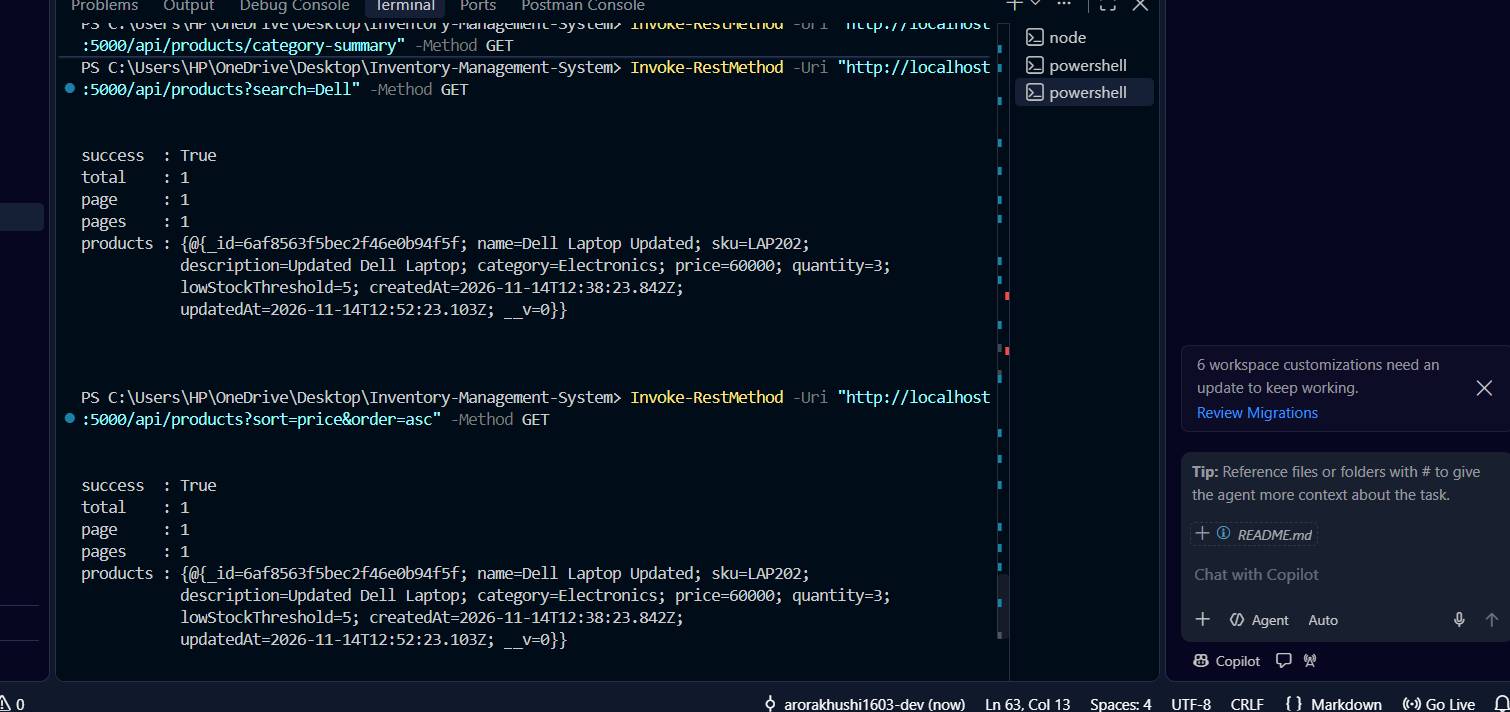 Problems Output Debug Console Terminal Ports Postman Console
PS C:\Users\HP\OneDrive\Desktop\Inventory-Management-System> Invoke-RestMethod -Uri "http://localhost
:5000/api/products/category-summary" -Method GET
PS C:\Users\HP\OneDrive\Desktop\Inventory-Management-System> Invoke-RestMethod -Uri "http://localhost
:5000/api/products?search=Dell" -Method GET
success : True
total : 1
page : 1
pages : 1
products : {@{_id=6af8563f5bec2f46e0b94f5f; name=Dell Laptop Updated; sku=LAP202;
description=Updated Dell Laptop; category=Electronics; price=60000; quantity=3;
lowStockThreshold=5; createdAt=2026-11-14T12:38:23.842Z;
updatedAt=2026-11-14T12:52:23.103Z; __v=0}}
PS C:\Users\HP\OneDrive\Desktop\Inventory-Management-System> Invoke-RestMethod -Uri "http://localhost
:5000/api/products?sort=price&order=asc" -Method GET
success : True
total : 1
page : 1
pages : 1
products : {@{_id=6af8563f5bec2f46e0b94f5f; name=Dell Laptop Updated; sku=LAP202;
description=Updated Dell Laptop; category=Electronics; price=60000; quantity=3;
lowStockThreshold=5; createdAt=2026-11-14T12:38:23.842Z;
updatedAt=2026-11-14T12:52:23.103Z; __v=0}}
node
powershell
powershell
6 workspace customizations need an
update to keep working.
Review Migrations
Tip: Reference files or folders with # to give
the agent more context about the task.
README.md
Chat with Copilot
Agent Auto
Copilot
0 arorakhushi1603-dev (now) Ln 63, Col 13 Spaces: 4 UTF-8 CRLF { } Markdown Go Live